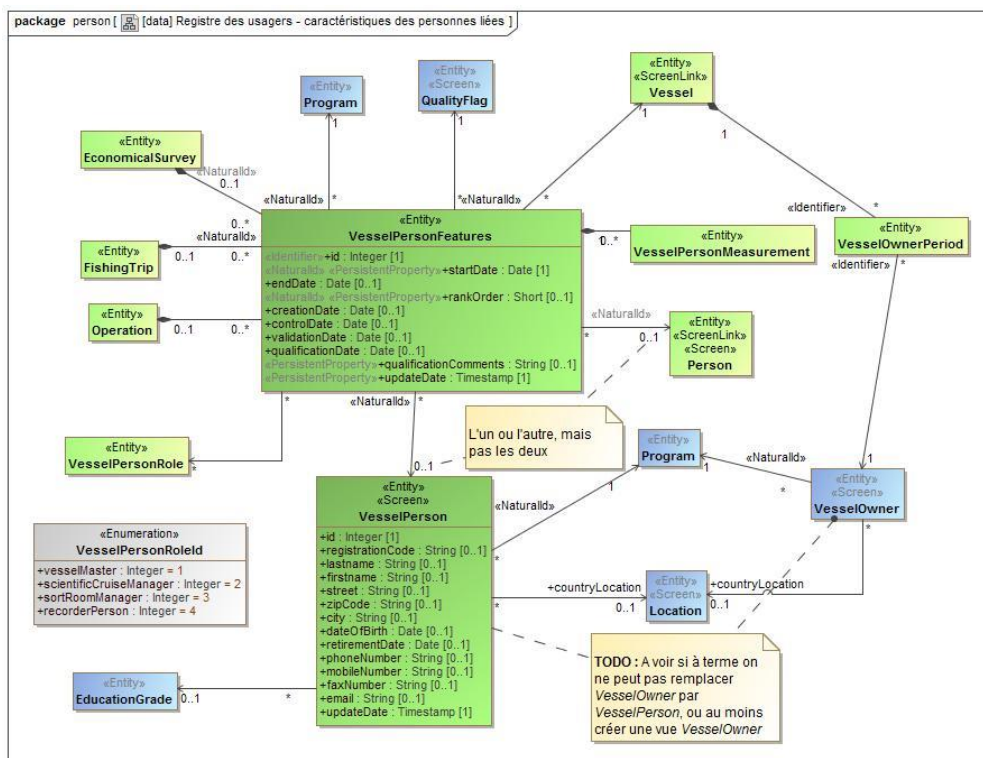 package person [ [data] Registre des usagers - caractéristiques des personnes liées ]
«Entity»
Program
«Entity»
«Screen»
QualityFlag
«Entity»
«ScreenLink»
Vessel
1
1
1
1
«Entity»
EconomicalSurvey
«NaturalId»
0..1
0..*
«NaturalId»
*
*
«NaturalId»
*
«Identifier»
*
«Entity»
VesselPersonFeatures
«Identifier»+id : Integer [1]
«NaturalId» «PersistentProperty»+startDate : Date [1]
+endDate : Date [0..1]
«NaturalId» «PersistentProperty»+rankOrder : Short [0..1]
+creationDate : Date [0..1]
+controlDate : Date [0..1]
+validationDate : Date [0..1]
+qualificationDate : Date [0..1]
«PersistentProperty»+qualificationComments : String [0..1]
«PersistentProperty»+updateDate : Timestamp [1]
«Entity»
FishingTrip
«NaturalId»
0..1
0..*
«Entity»
Operation
0..1
0..*
1
0..*
«Entity»
VesselPersonMeasurement
«Entity»
VesselOwnerPeriod
«Identifier»
*
«NaturalId»
*
0..1
«Entity»
«ScreenLink»
«Screen»
Person
«NaturalId»
*
*
L'un ou l'autre, mais
pas les deux
«Entity»
VesselPersonRole
*
0..1
«Entity»
Program
1
«NaturalId»
*
1
«Entity»
«Screen»
VesselOwner
«Entity»
«Screen»
VesselPerson
+id : Integer [1]
+registrationCode : String [0..1]
+lastname : String [0..1]
+firstname : String [0..1]
+street : String [0..1]
+zipCode : String [0..1]
+city : String [0..1]
+dateOfBirth : Date [0..1]
+retirementDate : Date [0..1]
+phoneNumber : String [0..1]
+mobileNumber : String [0..1]
+faxNumber : String [0..1]
+email : String [0..1]
+updateDate : Timestamp [1]
«NaturalId»
1
*
*
«Enumeration»
VesselPersonRoleId
+vesselMaster : Integer = 1
+scientificCruiseManager : Integer = 2
+sortRoomManager : Integer = 3
+recorderPerson : Integer = 4
+countryLocation
*
0..1
«Entity»
«Screen»
Location
+countryLocation
0..1
TODO : A voir si à terme on
ne peut pas remplacer
VesselOwner par
VesselPerson, ou au moins
créer une vue VesselOwner
«Entity»
EducationGrade
0..1
*